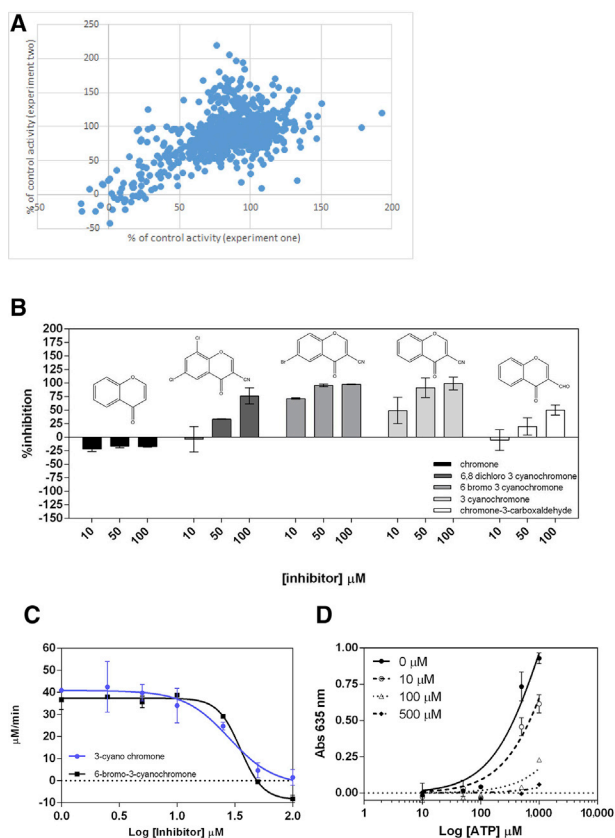 A
% of control activity (experiment two)
250
200
150
100
50
0
-50
50
0
50
100
150
200
% of control activity (experiment one)
B
%inhibition
200
175
150
125
100
75
50
25
0
-25
-50
-75
-100
-125
-150
O
O
Cl
Cl
O
O
CN
Br
O
O
CN
O
O
CN
O
O
CHO
chromone
6,8 dichloro 3 cyanochromone
6 bromo 3 cyanochromone
3 cyanochromone
chromone-3-carboxaldehyde
10 50 100 10 50 100 10 50 100 10 50 100 10 50 100
[inhibitor] μM
C
μM/min
60
50
40
30
20
10
0
-10
3-cyano chromone
6-bromo-3-cyanochromone
0.0 0.5 1.0 1.5 2.0
Log [Inhibitor] μM
D
Abs 635 nm
1.00
0.75
0.50
0.25
0.00
0 μM
10 μM
100 μM
500 μM
1 10 100 1,000 10,000
Log [ATP] μM